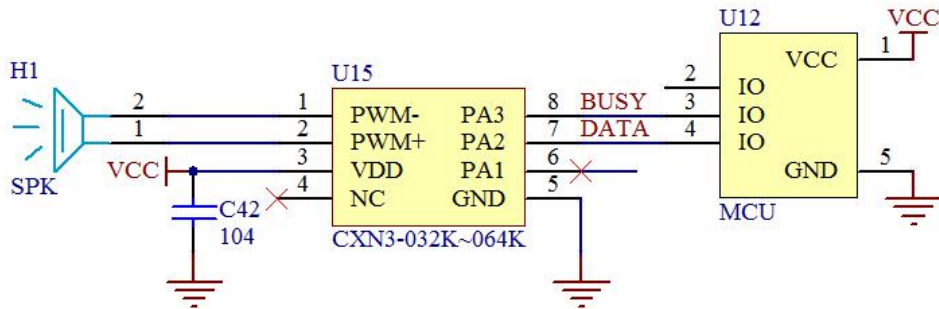 H1
SPK
2
1
VCC
C42
104
U15
1 PWM- PA3 8 BUSY
2 PWM+ PA2 7 DATA
3 VDD PA1 6
4 NC GND 5
CXN3-032K~064K
U12
VCC 1 VCC
2 IO
3 IO
4 IO
GND 5
MCU